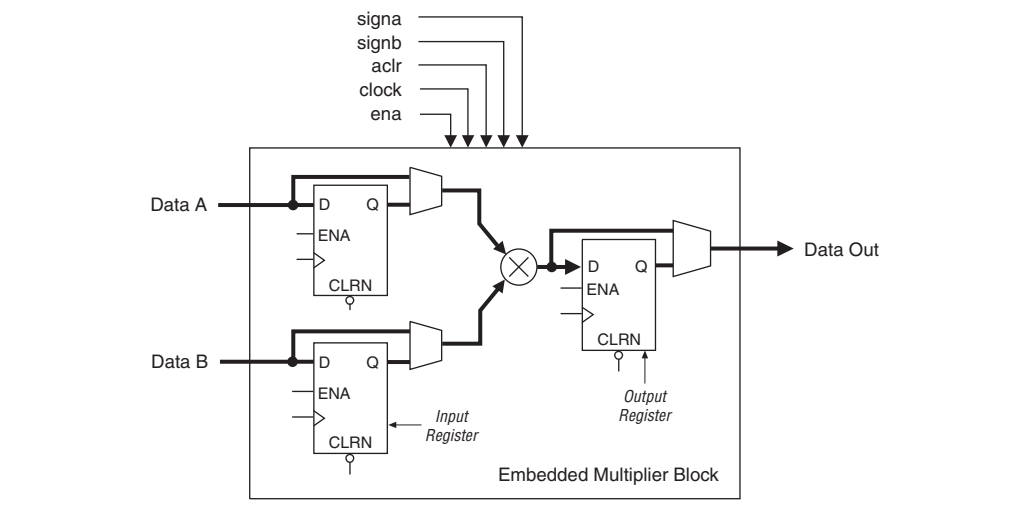 signa
signb
aclr
clock
ena
Data A
D Q
ENA
CLRN
Data Out
D Q
ENA
CLRN
Data B
D Q
ENA
CLRN
Input
Register
Output
Register
Embedded Multiplier Block